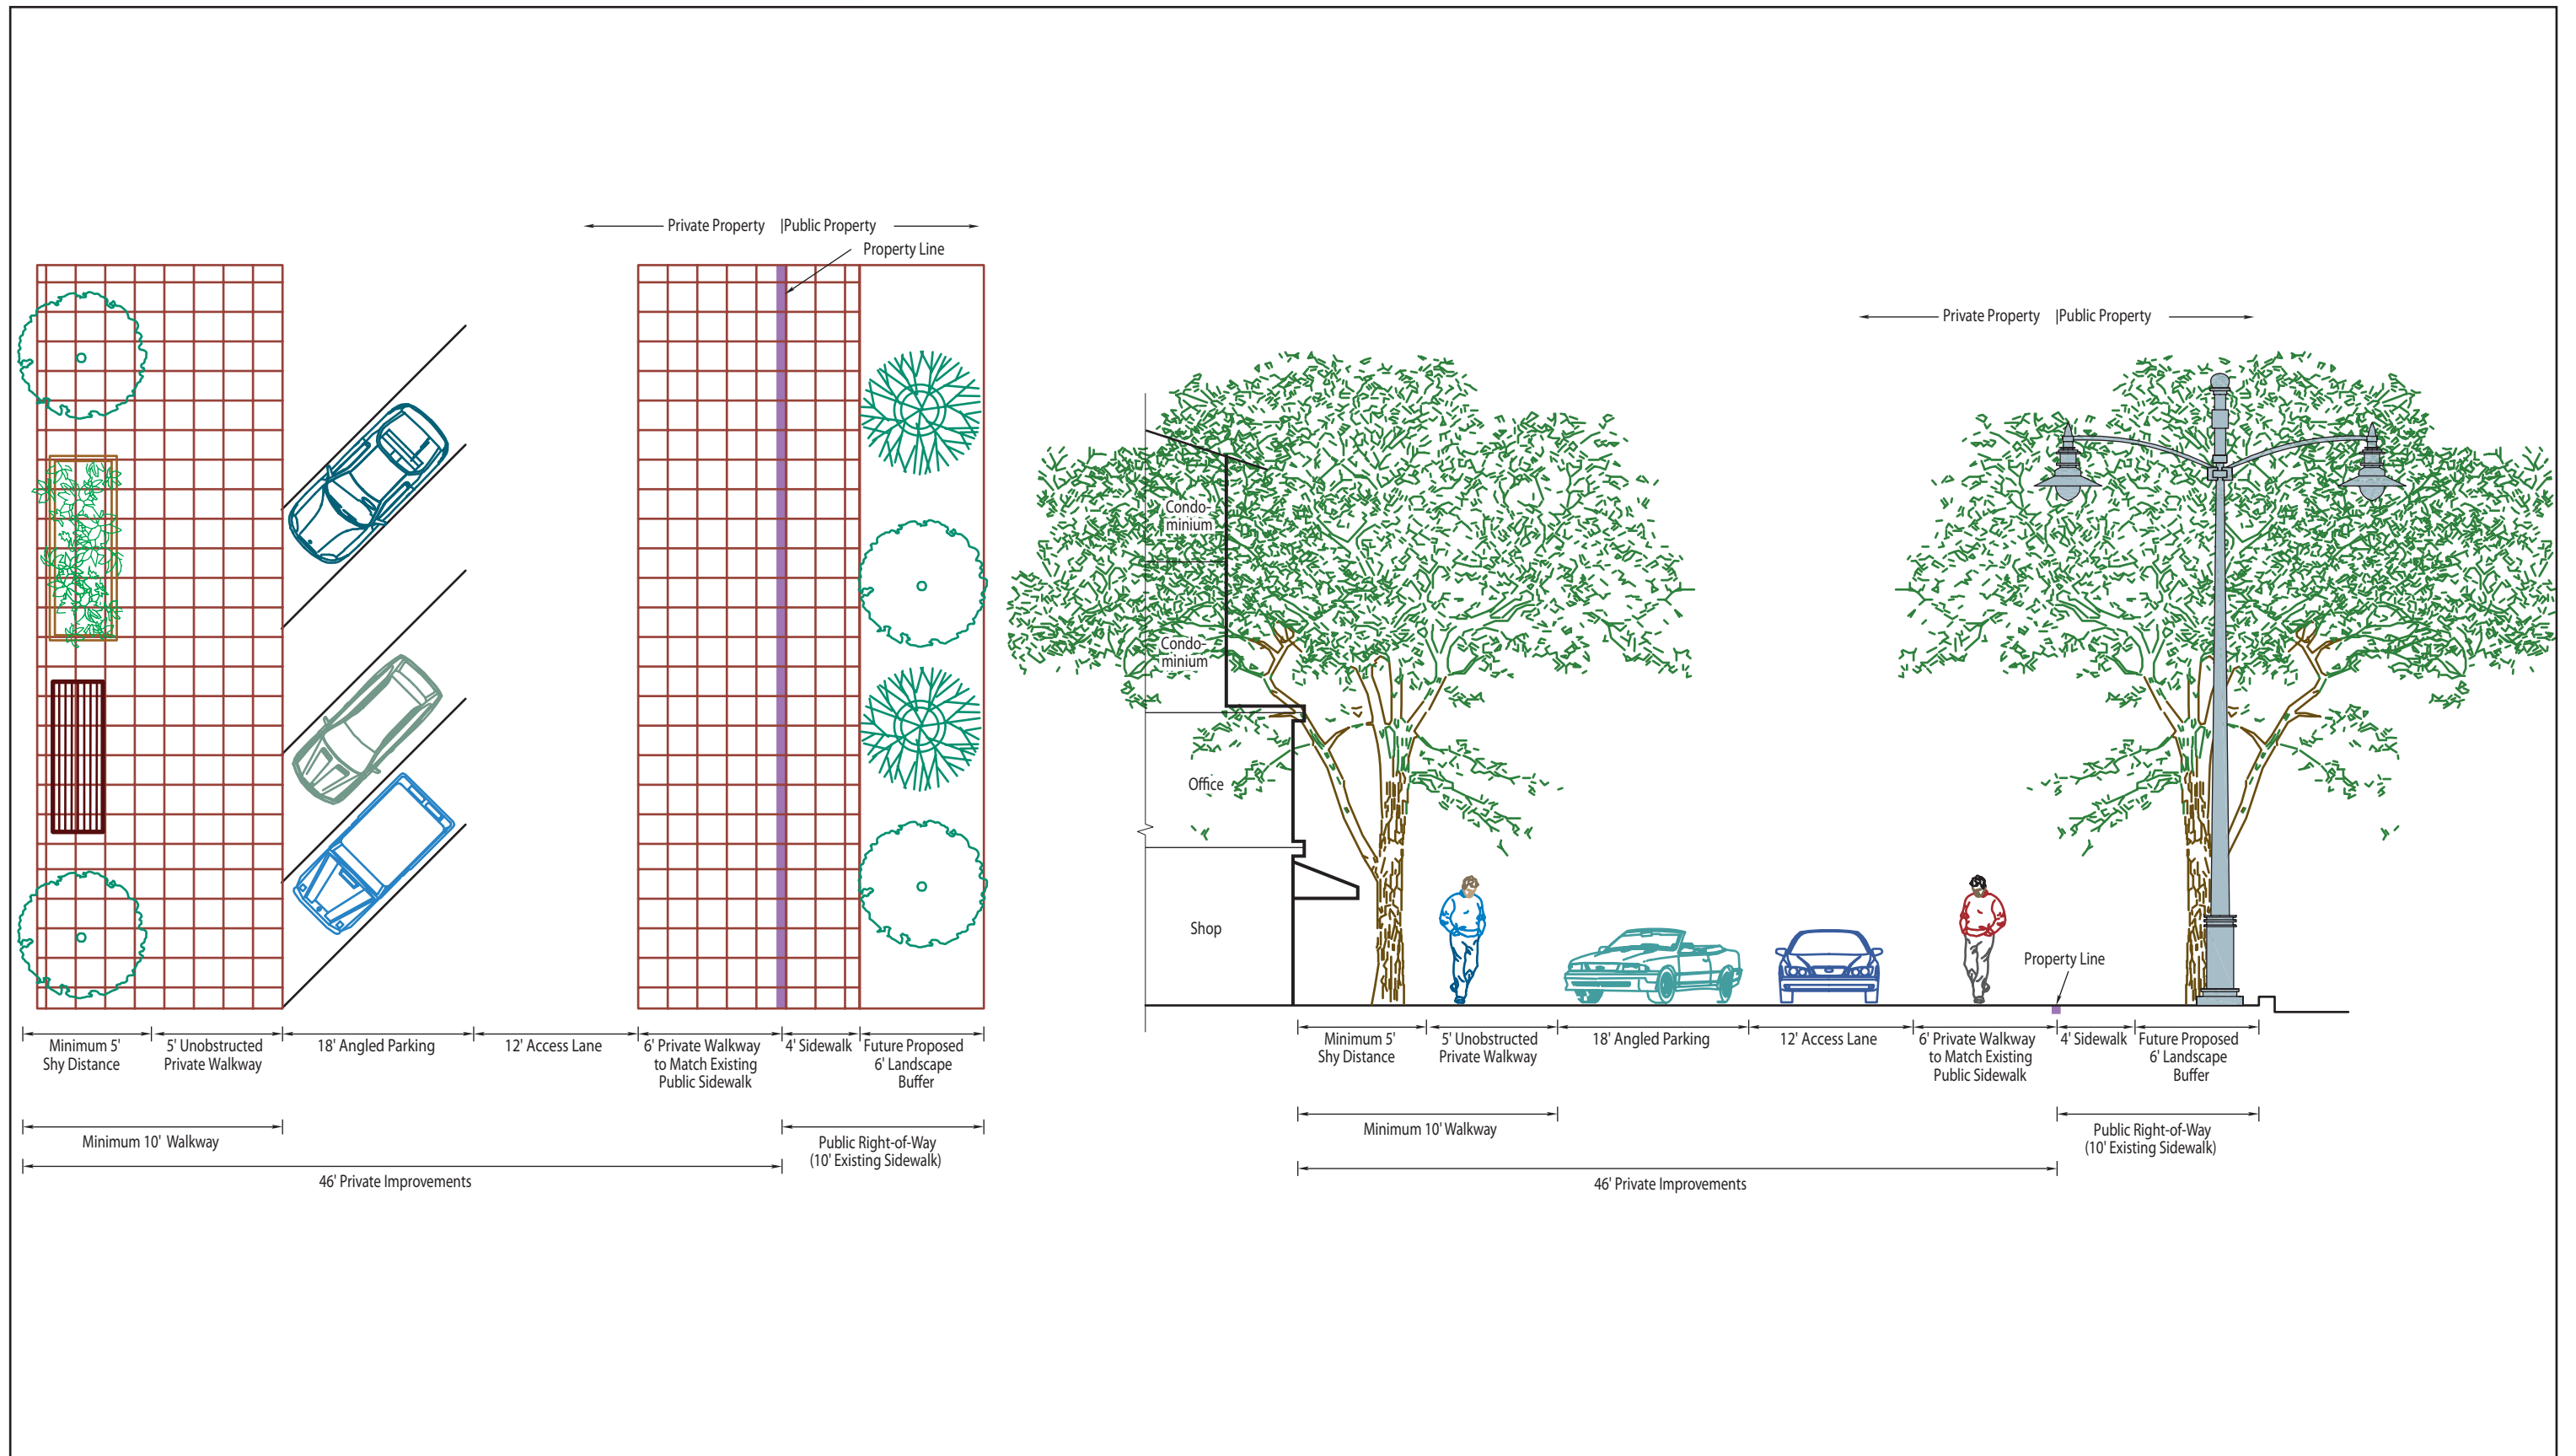 Private Property |Public Property
Property Line
Minimum 5'
Shy Distance
5' Unobstructed
Private Walkway
18' Angled Parking
12' Access Lane
6' Private Walkway
to Match Existing
Public Sidewalk
4' Sidewalk
Future Proposed
6' Landscape
Buffer
Minimum 10' Walkway
Public Right-of-Way
(10' Existing Sidewalk)
46' Private Improvements
Private Property |Public Property
Condo-
minium
Condo-
minium
Office
Shop
Property Line
Minimum 5'
Shy Distance
5' Unobstructed
Private Walkway
18' Angled Parking
12' Access Lane
6' Private Walkway
to Match Existing
Public Sidewalk
4' Sidewalk
Future Proposed
6' Landscape
Buffer
Minimum 10' Walkway
Public Right-of-Way
(10' Existing Sidewalk)
46' Private Improvements